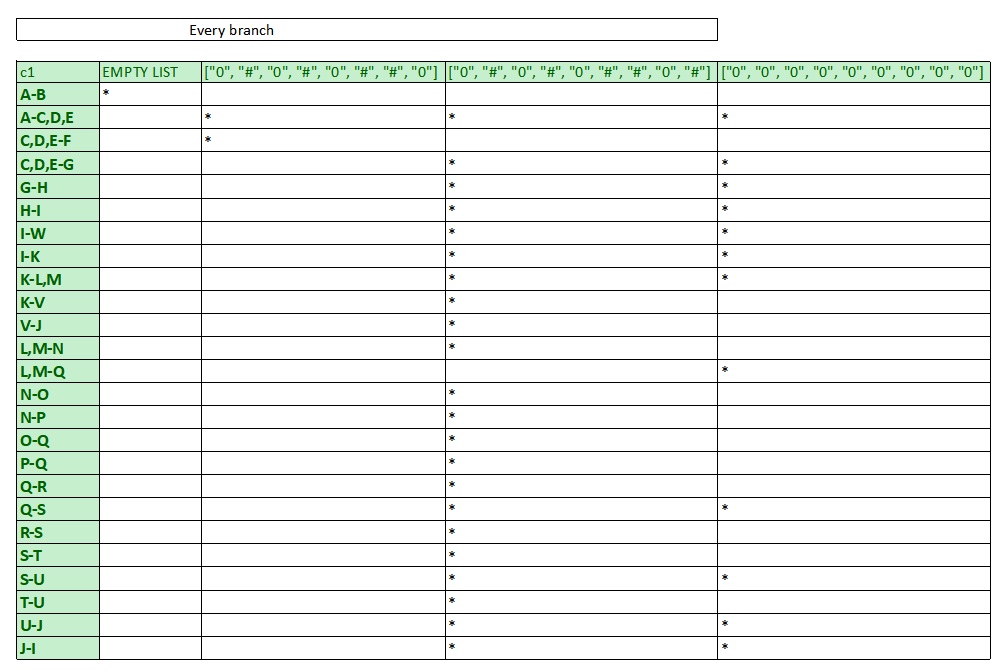 Every branch
c1 EMPTY LIST ["0", "#", "0", "#", "0", "#", "#", "0"] ["0", "#", "0", "#", "0", "#", "#", "0", "#"] ["0", "0", "0", "0", "0", "0", "0", "0", "0"]
A-B *
A-C,D,E * * *
C,D,E-F *
C,D,E-G * *
G-H * *
H-I * *
I-W * *
I-K * *
K-L,M * *
K-V *
V-J *
L,M-N *
L,M-Q *
N-O *
N-P *
O-Q *
P-Q *
Q-R *
Q-S * *
R-S *
S-T *
S-U * *
T-U *
U-J * *
J-I * *